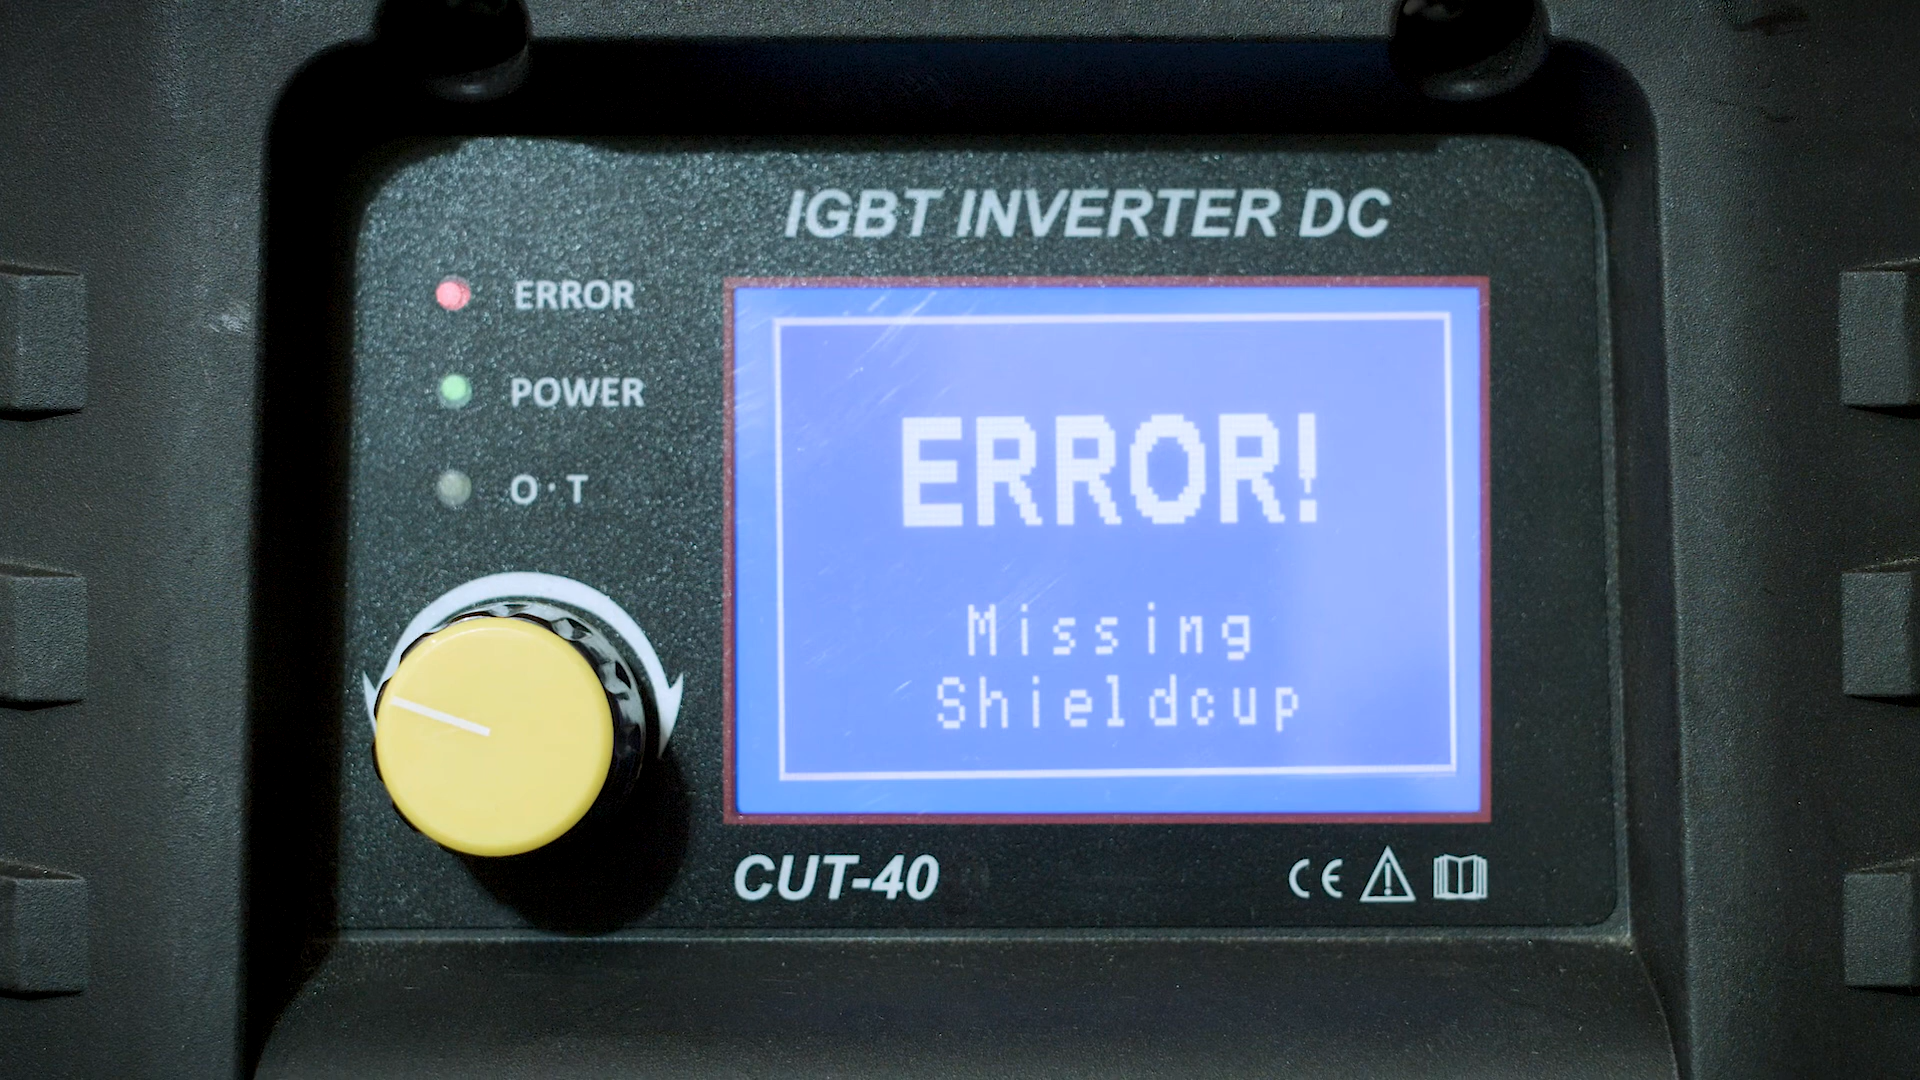 IGBT INVERTER DC
ERROR
POWER
O·T
ERROR!
Missing
Shieldcup
CUT-40
CE